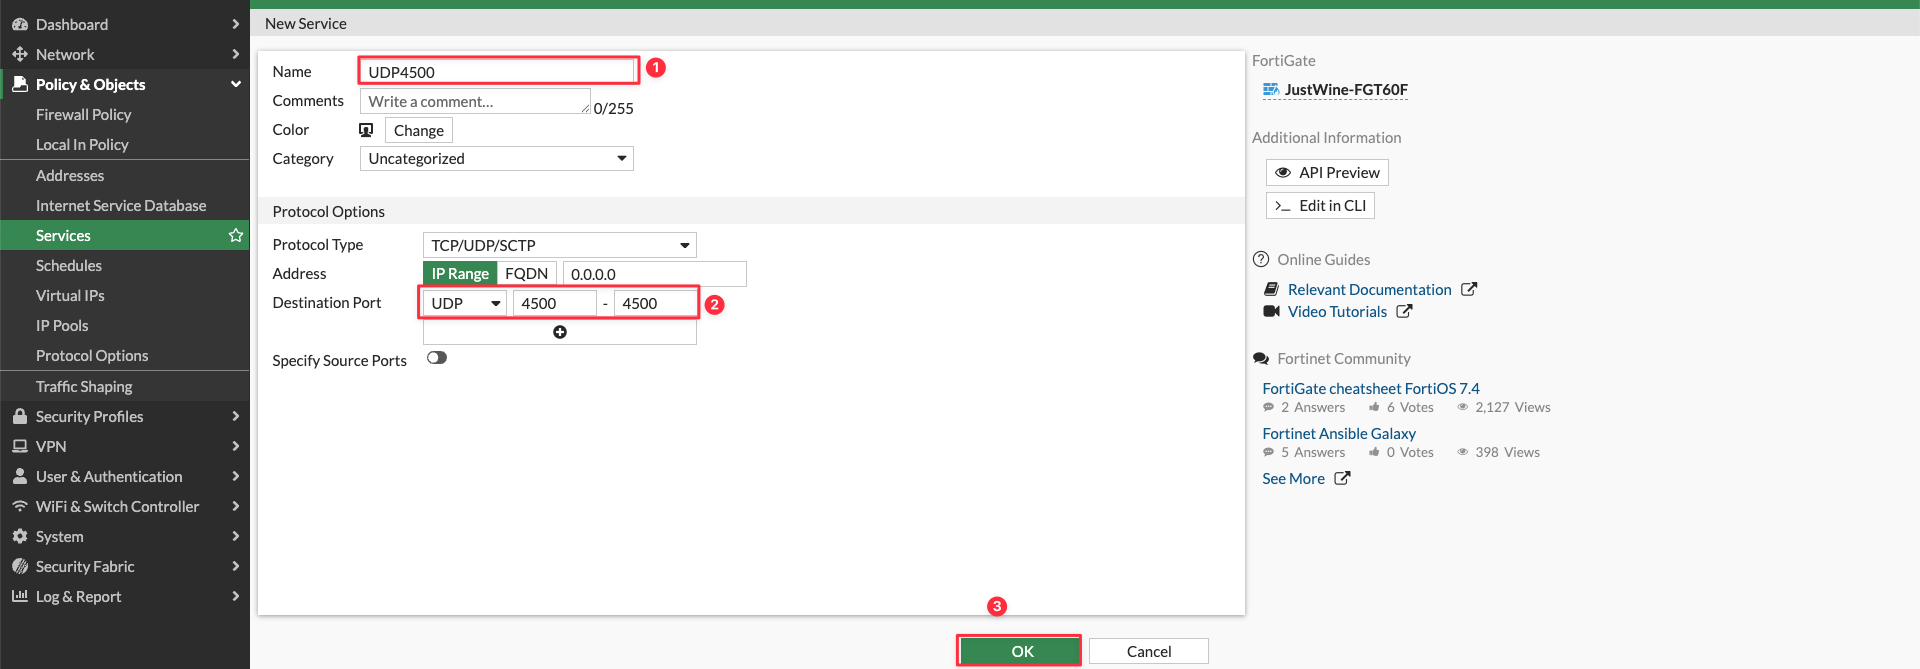 Dashboard
Network
Policy & Objects
Firewall Policy
Local In Policy
Addresses
Internet Service Database
Services
Schedules
Virtual IPs
IP Pools
Protocol Options
Traffic Shaping
Security Profiles
VPN
User & Authentication
WiFi & Switch Controller
System
Security Fabric
Log & Report
New Service
Name UDP4500 1
Comments Write a comment... 0/255
Color Change
Category Uncategorized
Protocol Options
Protocol Type TCP/UDP/SCTP
Address IP Range FQDN 0.0.0.0
Destination Port UDP 4500 - 4500 2
Specify Source Ports
3
OK Cancel
FortiGate
JustWine-FGT60F
Additional Information
API Preview
>_ Edit in CLI
Online Guides
Relevant Documentation
Video Tutorials
Fortinet Community
FortiGate cheatsheet FortiOS 7.4
2 Answers 6 Votes 2,127 Views
Fortinet Ansible Galaxy
5 Answers 0 Votes 398 Views
See More